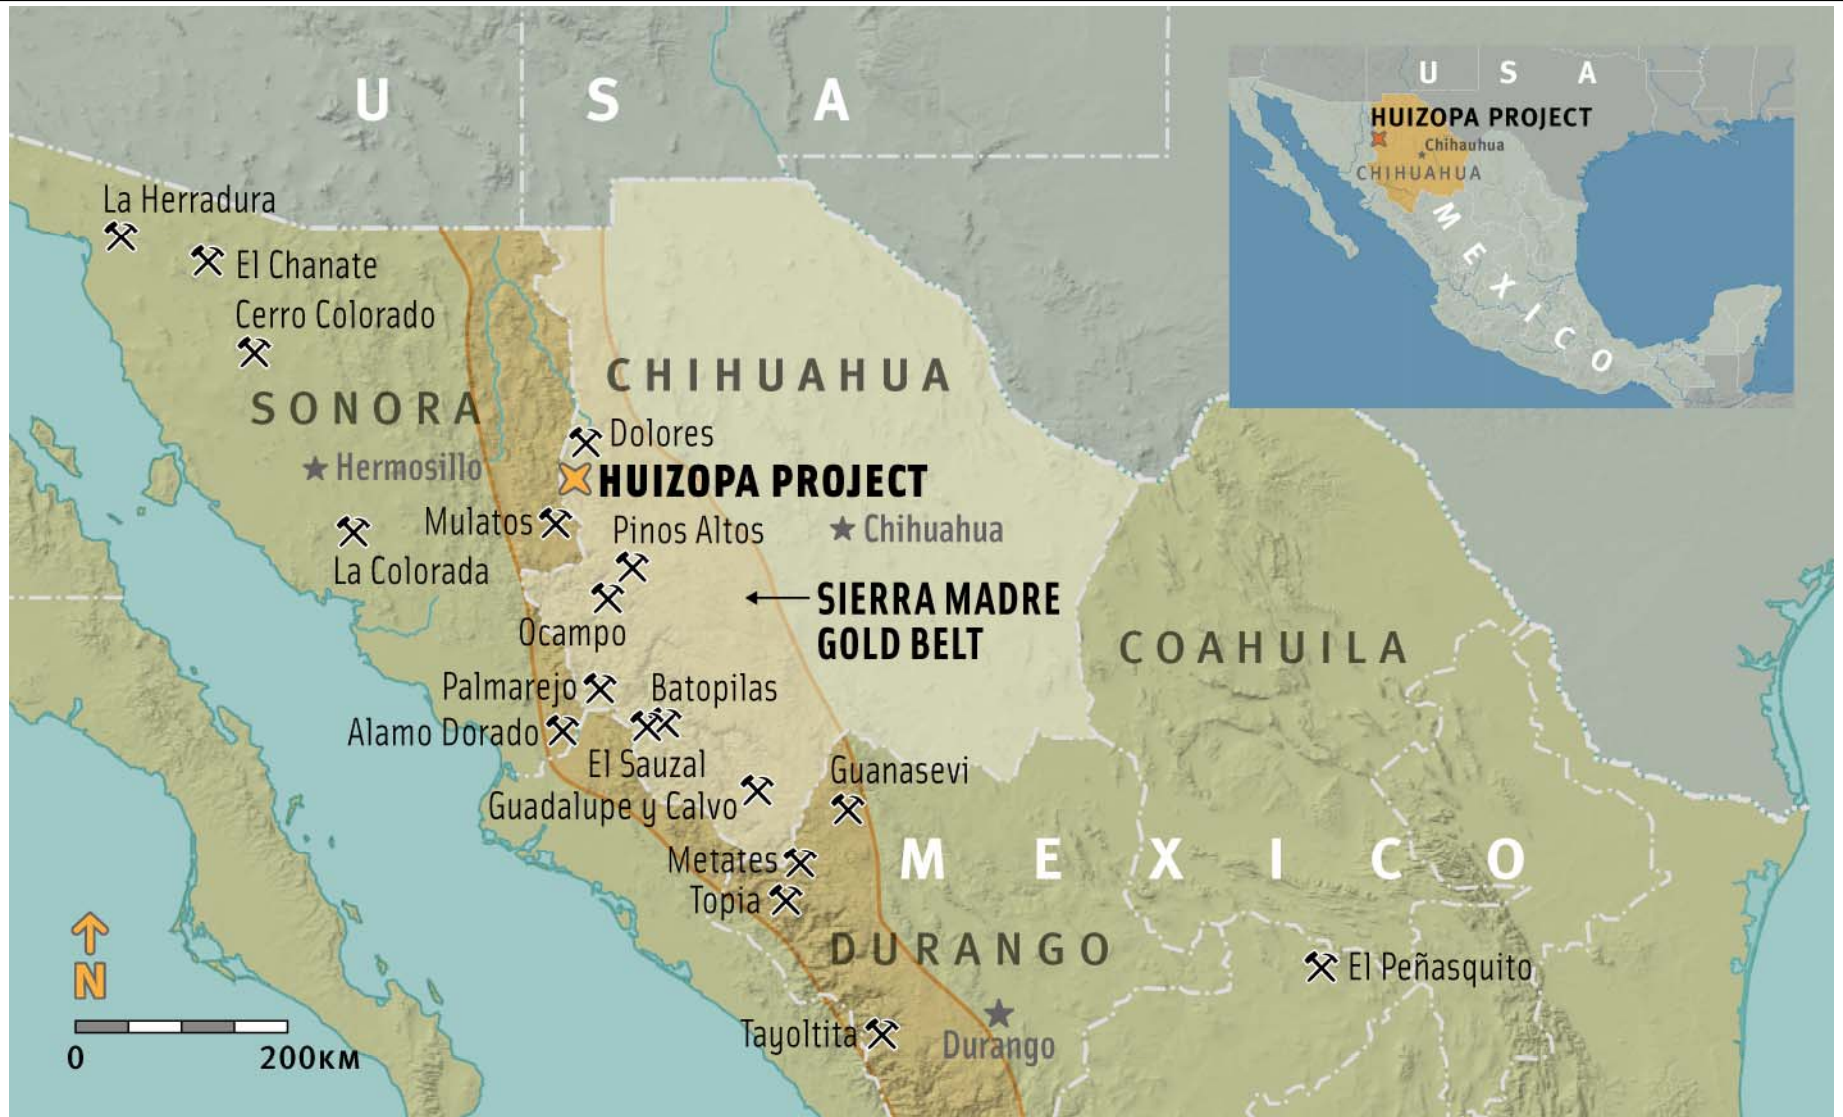 U S A
La Herradura
El Chanate
Cerro Colorado
SONORA
Hermosillo
CHIHUAHUA
Dolores
HUIZOPA PROJECT
Mulatos
Pinos Altos
Chihuahua
La Colorada
SIERRA MADRE
GOLD BELT
Ocampo
COAHUILA
Palmarejo
Batopilas
Alamo Dorado
El Sauzal
Guanasevi
Guadalupe y Calvo
Metates
MEXICO
Topia
DURANGO
El Peñasquito
Tayoltita
Durango
N
0 200KM
U S A
HUIZOPA PROJECT
Chihauhua
CHIHUAHUA
MEXICO